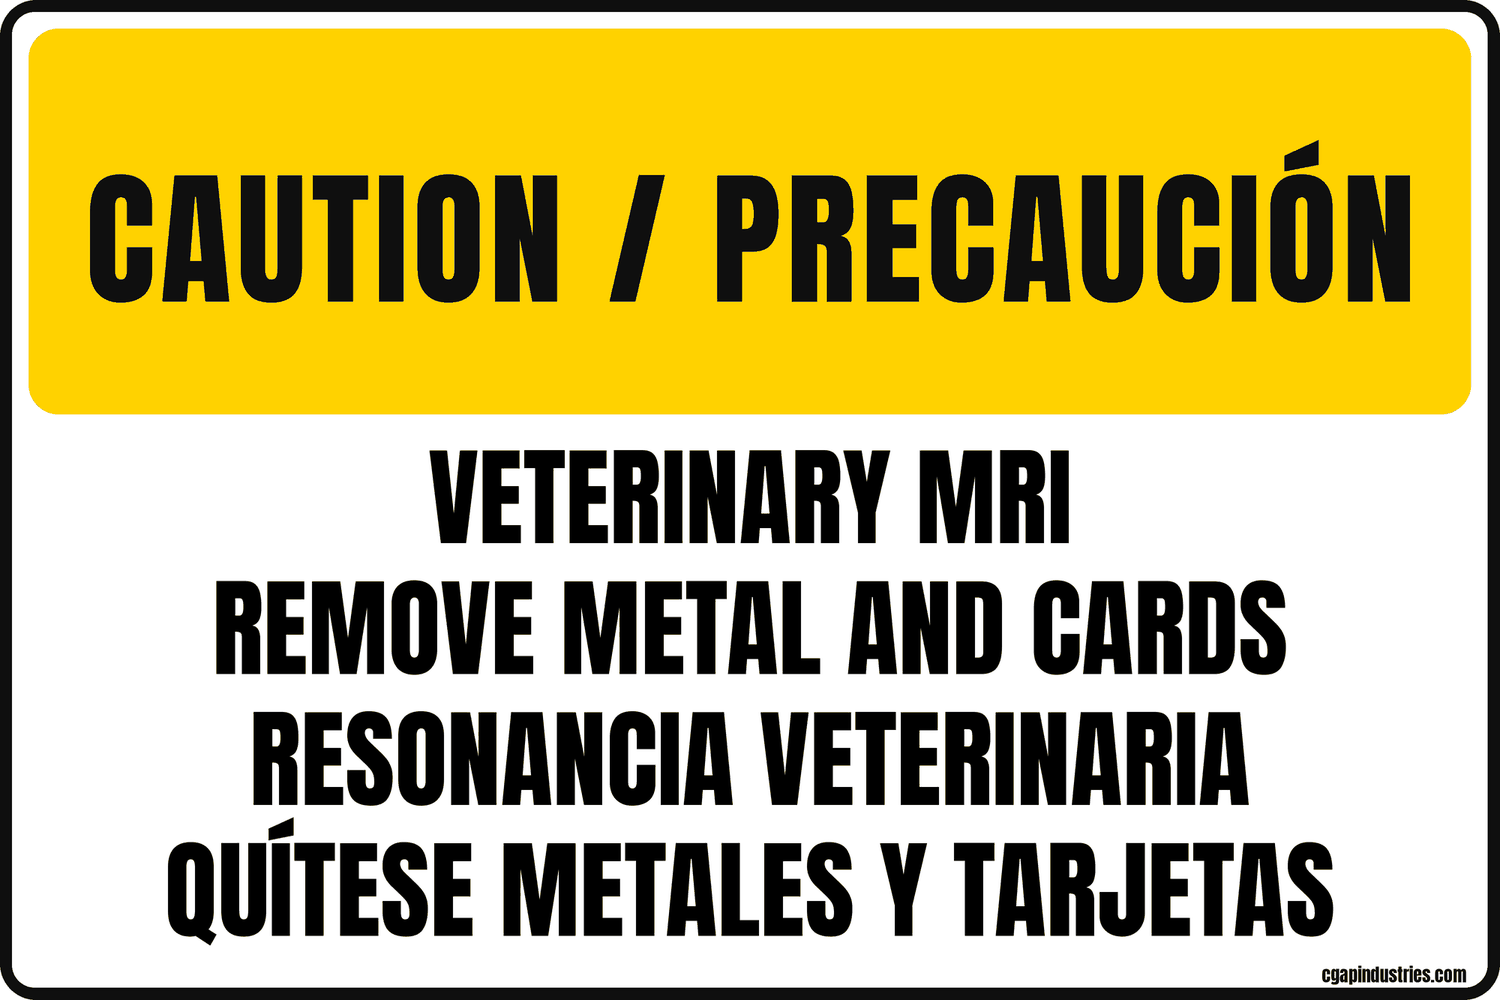 CAUTION / PRECAUCIÓN
VETERINARY MRI
REMOVE METAL AND CARDS
RESONANCIA VETERINARIA
QUÍTESE METALES Y TARJETAS
cgapindustries.com